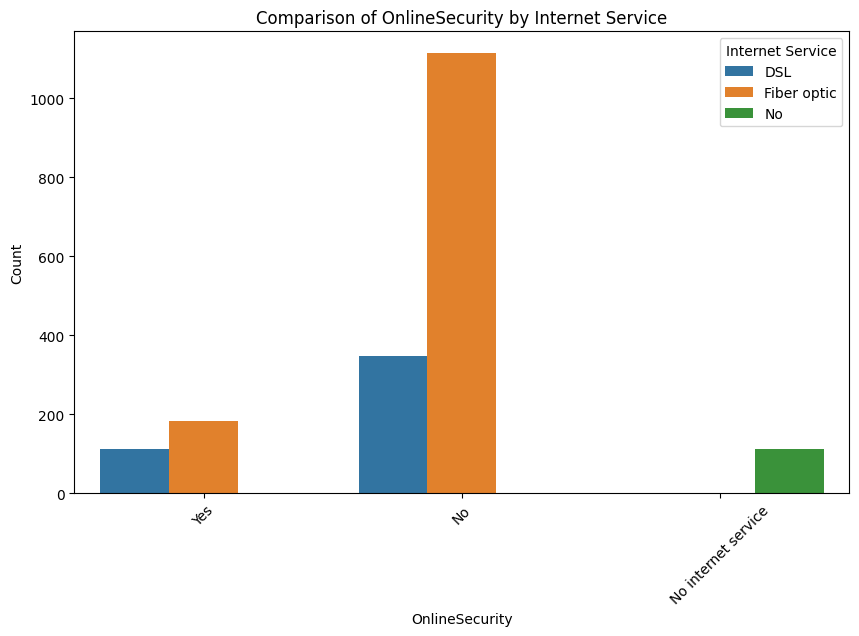 Comparison of OnlineSecurity by Internet Service
Internet Service
DSL
Fiber optic
No
Count
1000
800
600
400
200
0
Yes
No
No internet service
OnlineSecurity